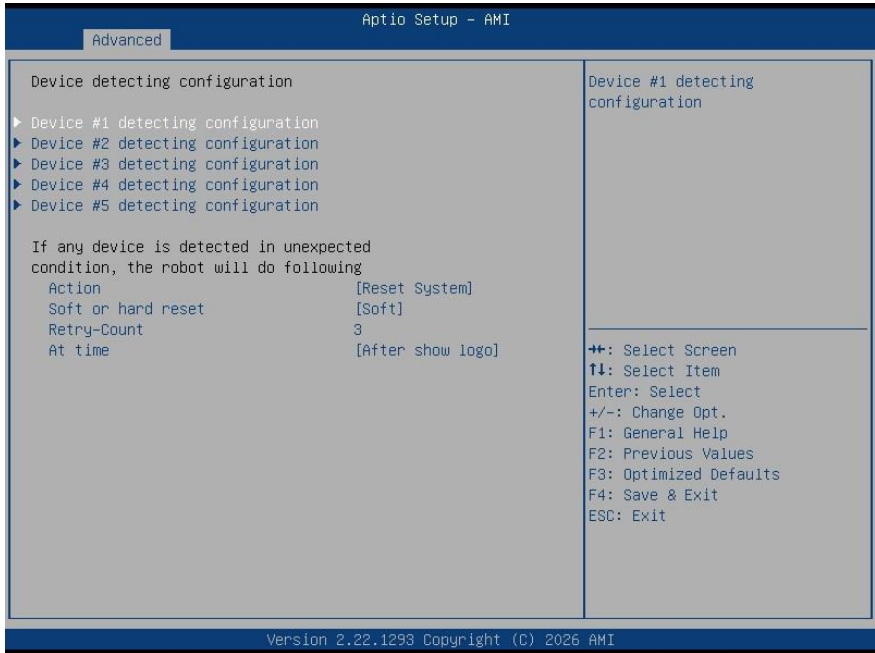 Aptio Setup – AMI
Advanced
Device detecting configuration
Device #1 detecting configuration
Device #2 detecting configuration
Device #3 detecting configuration
Device #4 detecting configuration
Device #5 detecting configuration
If any device is detected in unexpected
condition, the robot will do following
Action [Reset System]
Soft or hard reset [Soft]
Retry-Count 3
At time [After show logo]
Device #1 detecting
configuration
→←: Select Screen
↑↓: Select Item
Enter: Select
+/-: Change Opt.
F1: General Help
F2: Previous Values
F3: Optimized Defaults
F4: Save & Exit
ESC: Exit
Version 2.22.1293 Copyright (C) 2026 AMI